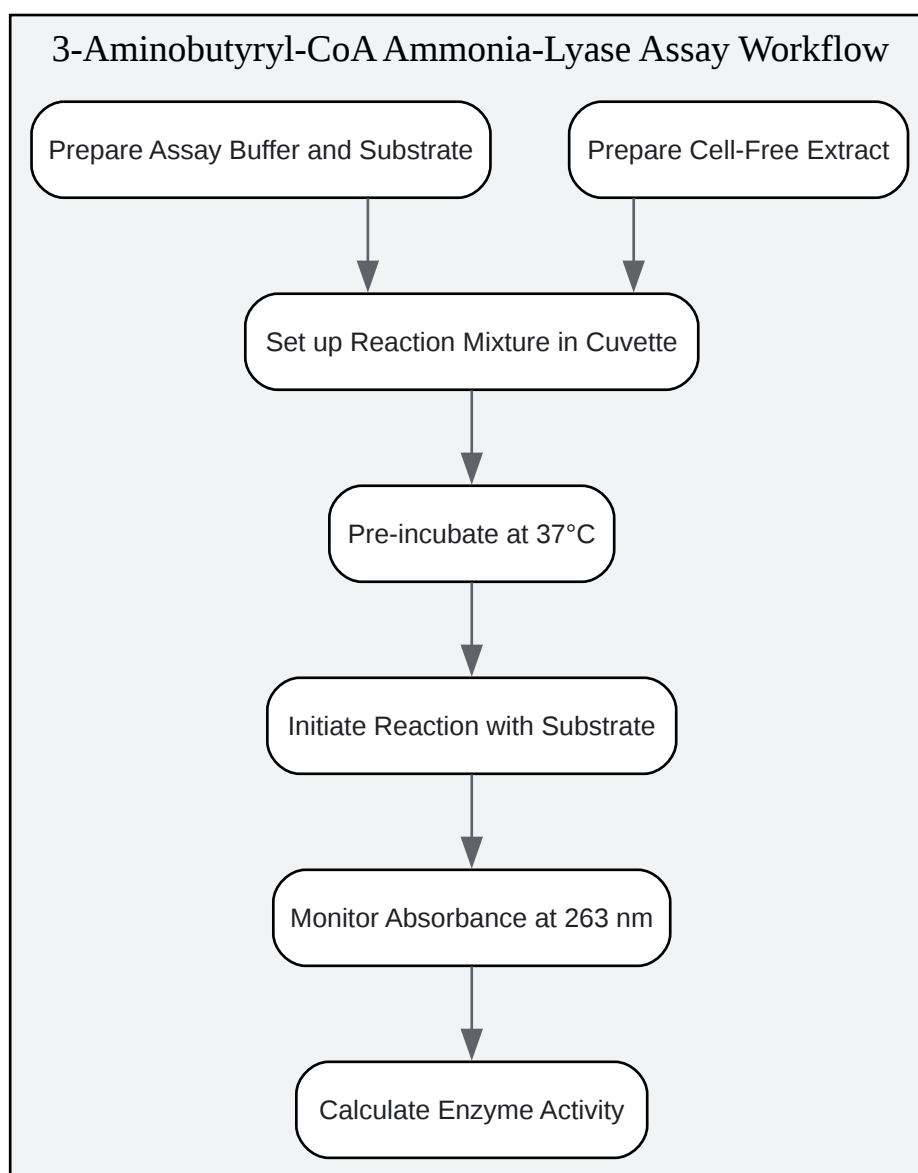 3-Aminobutyryl-CoA Ammonia-Lyase Assay Workflow
Prepare Assay Buffer and Substrate
Prepare Cell-Free Extract
Set up Reaction Mixture in Cuvette
Pre-incubate at 37°C
Initiate Reaction with Substrate
Monitor Absorbance at 263 nm
Calculate Enzyme Activity